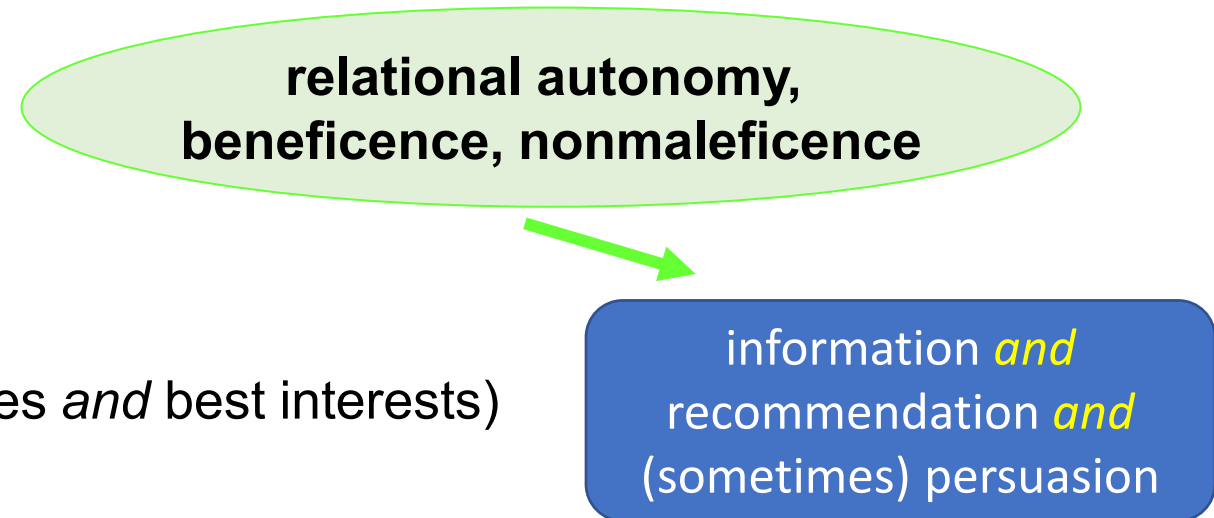 relational autonomy,
beneficence, nonmaleficence
information and
es and best interests)
recommendation and
(sometimes) persuasion